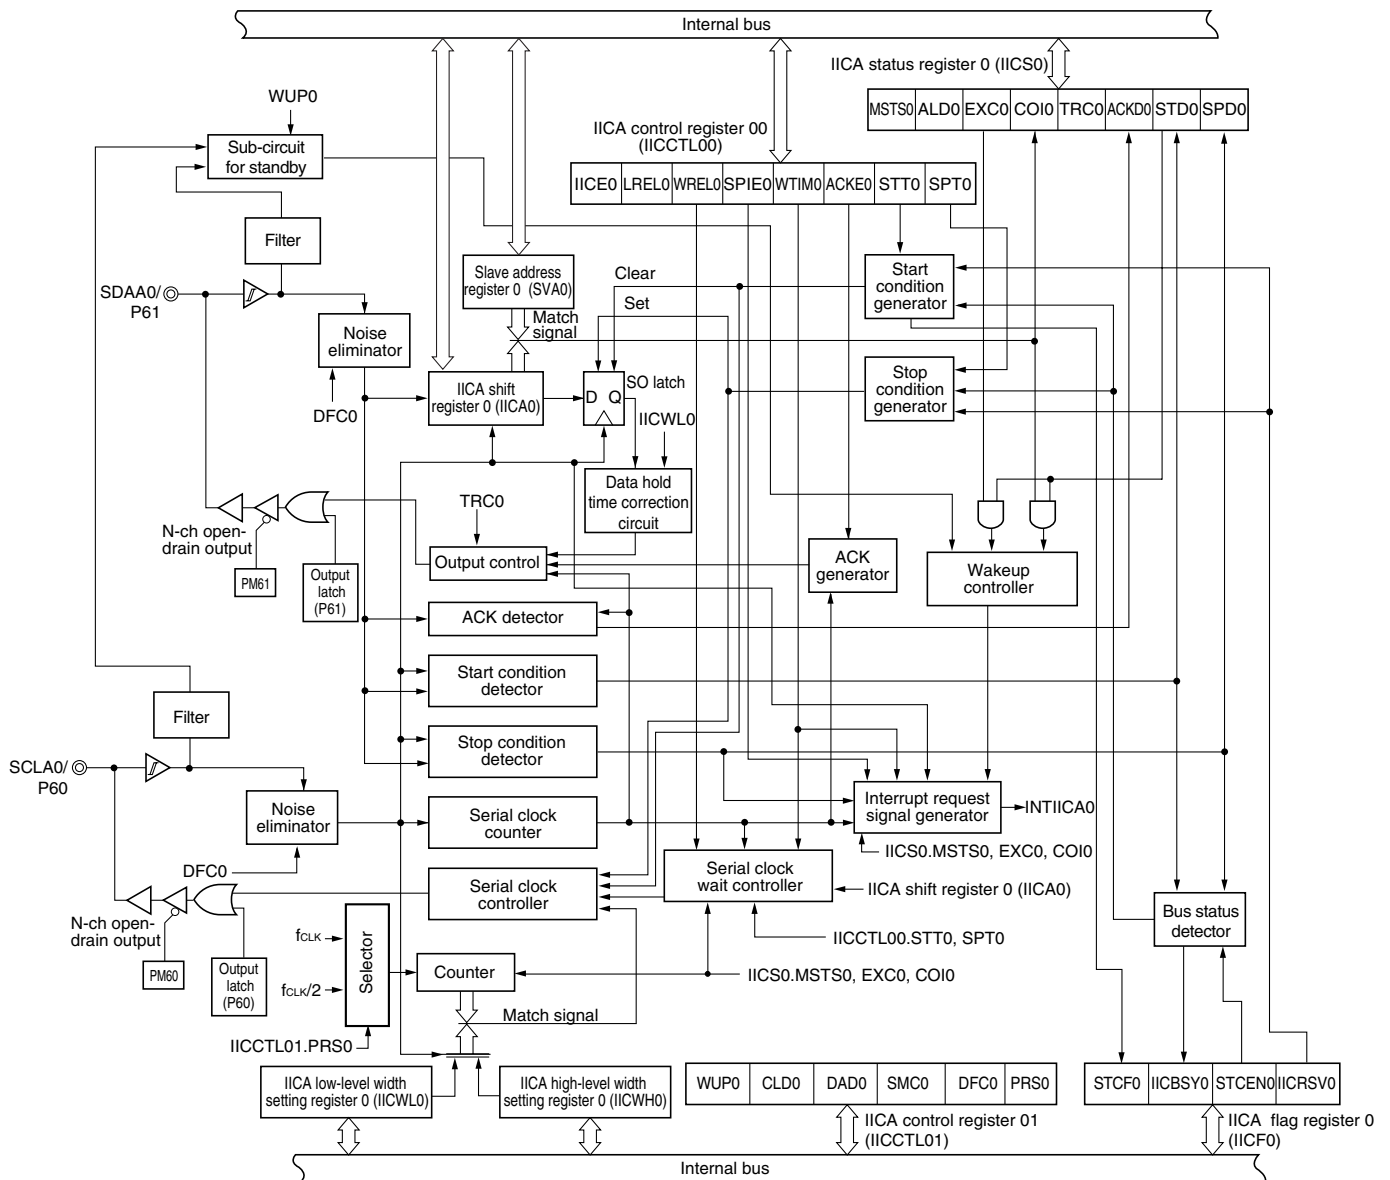 Internal bus
IICA status register 0 (IICS0)
MSTS0 ALD0 EXC0 COI0 TRC0 ACKD0 STD0 SPD0
WUP0
Sub-circuit
for standby
IICA control register 00
(IICCTL00)
IICE0 LREL0 WREL0 SPIE0 WTIM0 ACKE0 STT0 SPT0
Filter
Slave address
register 0 (SVA0)
Clear
Set
Start
condition
generator
SDAA0/
P61
Noise
eliminator
Match
signal
DFC0
IICA shift
register 0 (IICA0)
D Q
SO latch
IICWL0
Stop
condition
generator
Data hold
time correction
circuit
TRC0
N-ch open-
drain output
PM61
Output
latch
(P61)
Output control
ACK
generator
Wakeup
controller
ACK detector
Start condition
detector
Filter
Stop condition
detector
SCLA0/
P60
Noise
eliminator
DFC0
Serial clock
counter
Interrupt request
signal generator
INTIICA0
IICS0.MSTS0, EXC0, COI0
Serial clock
wait controller
IICA shift register 0 (IICA0)
Serial clock
controller
N-ch open-
drain output
PM60
Output
latch
(P60)
IICCTL00.STT0, SPT0
Bus status
detector
fCLK
fCLK/2
Selector
Counter
IICS0.MSTS0, EXC0, COI0
Match signal
IICCTL01.PRS0
IICA low-level width
setting register 0 (IICWL0)
IICA high-level width
setting register 0 (IICWH0)
WUP0 CLD0 DAD0 SMC0 DFC0 PRS0
IICA control register 01
(IICCTL01)
STCF0 IICBSY0 STCEN0 IICRSV0
IICA flag register 0
(IICF0)
Internal bus